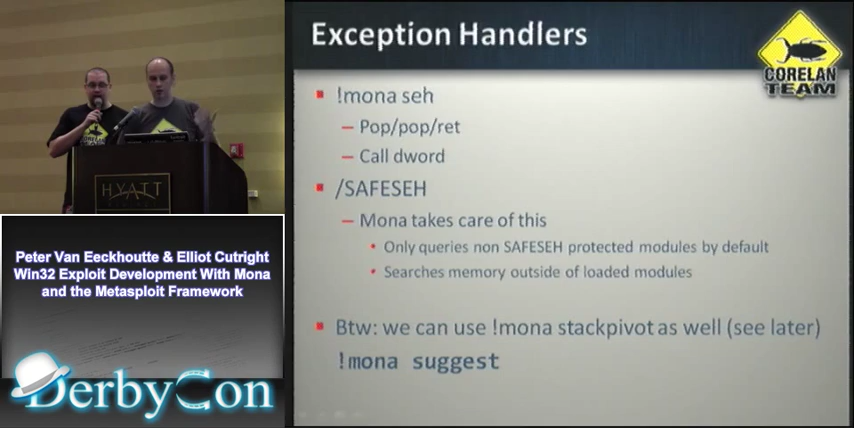 HYATT
Peter Van Eeckhoutte & Elliot Cutright
Win32 Exploit Development With Mona
and the Metasploit Framework
DerbyCon
Exception Handlers
CORELAN
TEAM
!mona seh
Pop/pop/ret
Call dword
/SAFESEH
Mona takes care of this
Only queries non SAFESEH protected modules by default
Searches memory outside of loaded modules
Btw: we can use !mona stackpivot as well (see later)
!mona suggest